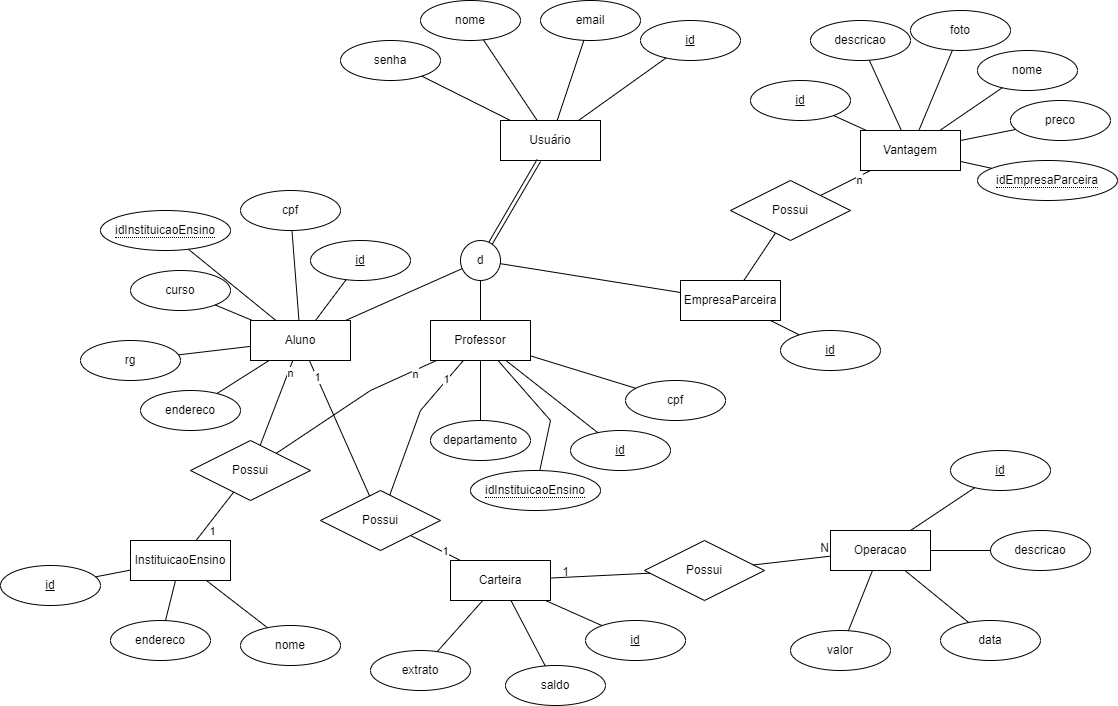 nome
email
id
senha
Usuário
descricao
foto
nome
id
preco
Vantagem
idEmpresaParceira
n
Possui
cpf
idInstituicaoEnsino
id
d
curso
EmpresaParceira
id
Aluno
Professor
rg
endereco
n
1
n
1
cpf
departamento
id
idInstituicaoEnsino
Possui
Possui
1
1
InstituicaoEnsino
id
endereco
nome
Carteira
1
Possui
N
Operacao
id
descricao
valor
data
id
extrato
saldo